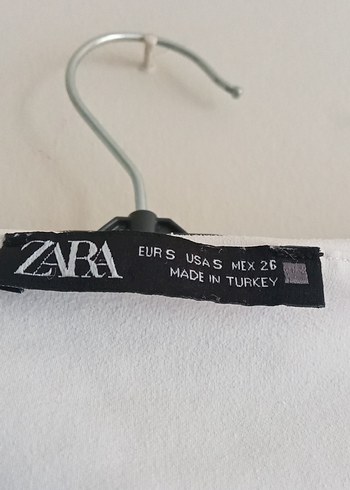 ZARA
EUR S USA S MEX 26
MADE IN TURKEY